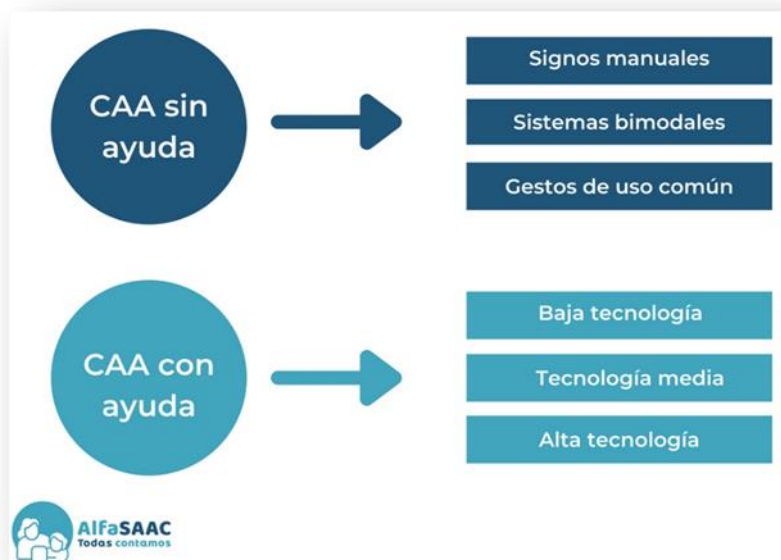 CAA sin
ayuda
Signos manuales
Sistemas bimodales
Gestos de uso común
CAA con
ayuda
Baja tecnología
Tecnología media
Alta tecnología
AlfaSAAC
Todas contamos